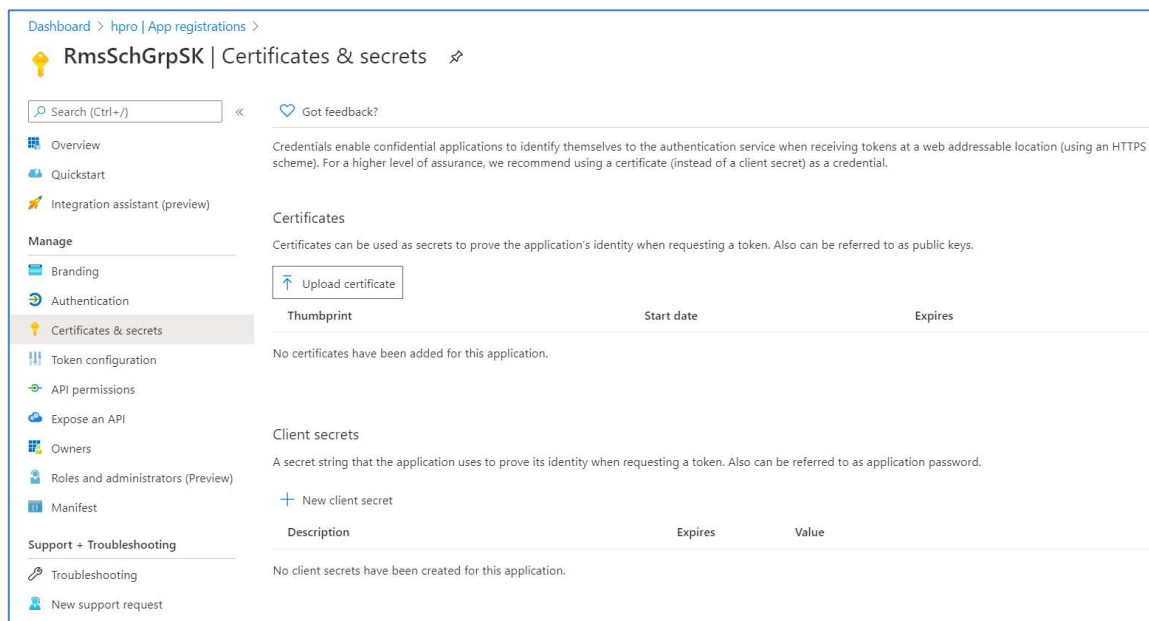 Dashboard > hpro | App registrations >
RmsSchGrpSK | Certificates & secrets
Search (Ctrl+/)
«
Overview
Quickstart
Integration assistant (preview)
Manage
Branding
Authentication
Certificates & secrets
Token configuration
API permissions
Expose an API
Owners
Roles and administrators (Preview)
Manifest
Support + Troubleshooting
Troubleshooting
New support request
Got feedback?
Credentials enable confidential applications to identify themselves to the authentication service when receiving tokens at a web addressable location (using an HTTPS
scheme). For a higher level of assurance, we recommend using a certificate (instead of a client secret) as a credential.
Certificates
Certificates can be used as secrets to prove the application's identity when requesting a token. Also can be referred to as public keys.
Upload certificate
Thumbprint Start date Expires
No certificates have been added for this application.
Client secrets
A secret string that the application uses to prove its identity when requesting a token. Also can be referred to as application password.
New client secret
Description Expires Value
No client secrets have been created for this application.